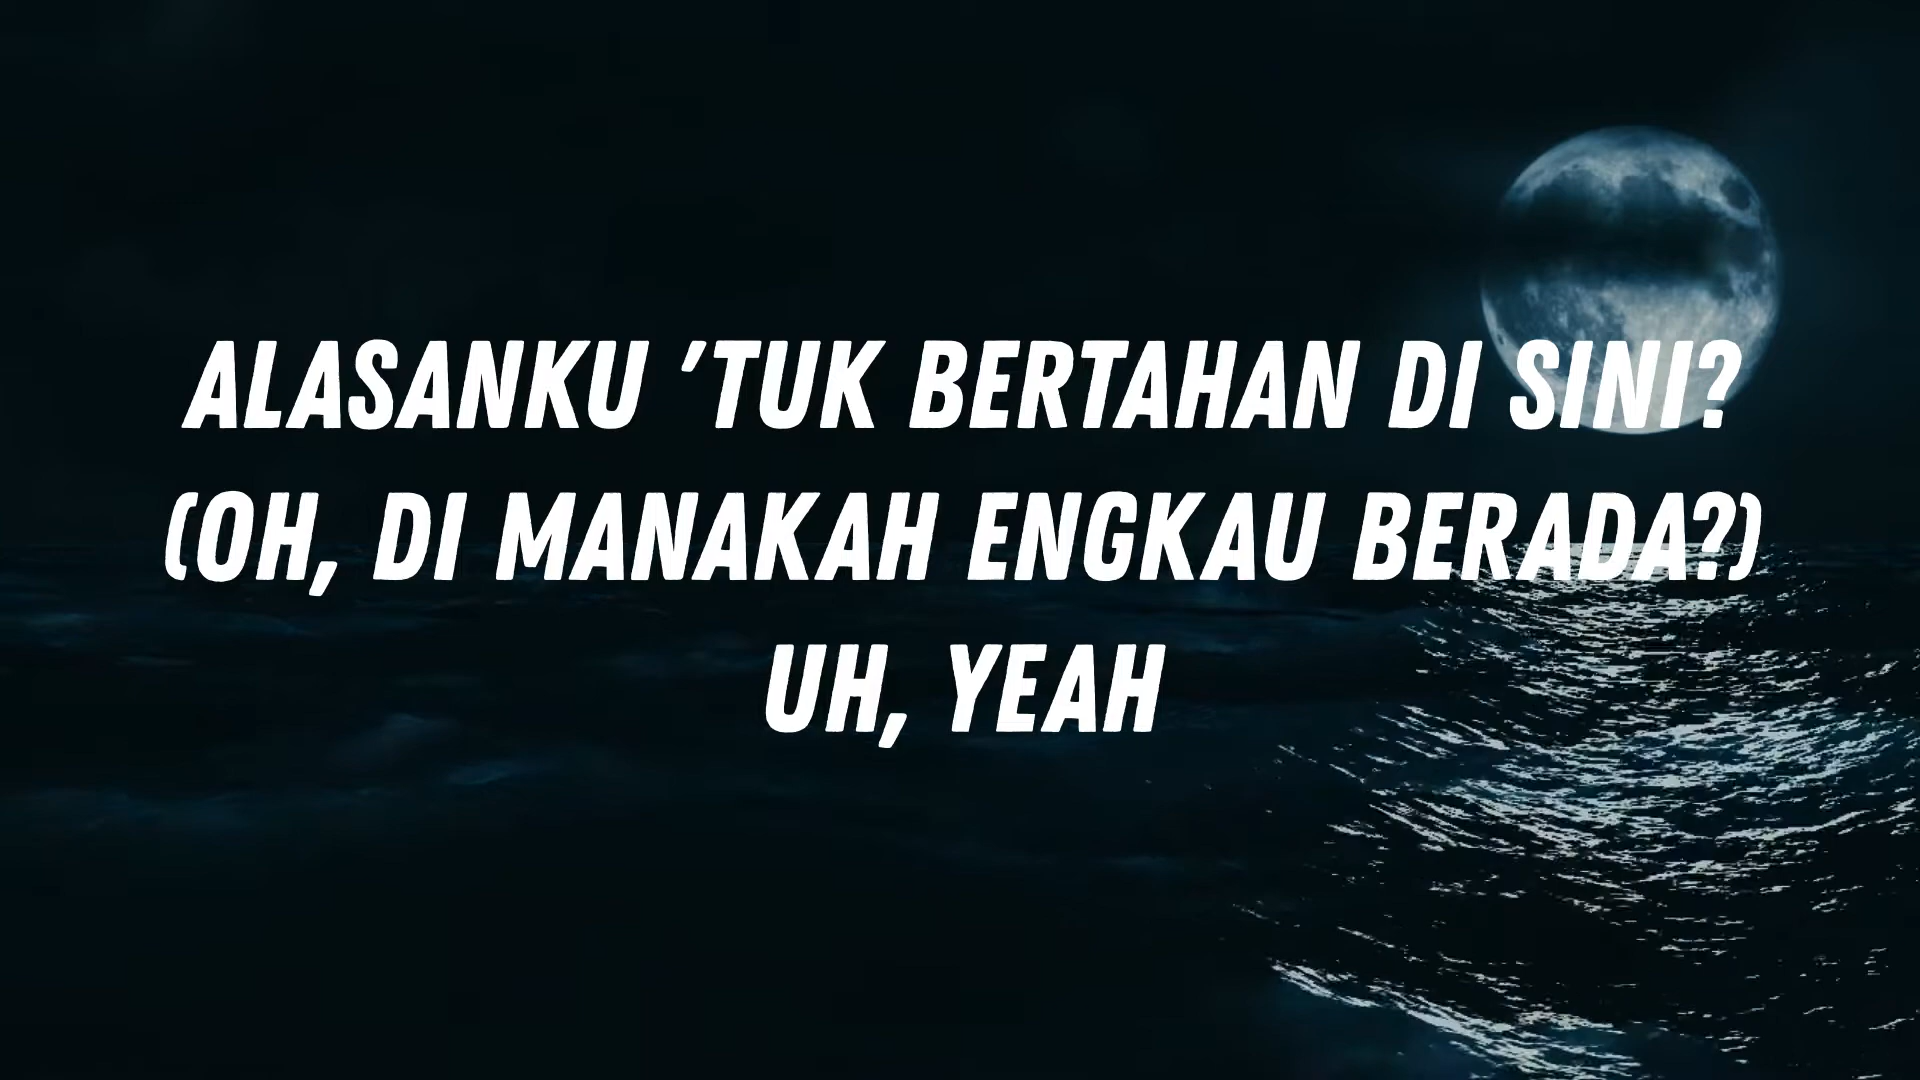 ALASANKU 'TUK BERTAHAN DI SINI?
(OH, DI MANAKAH ENGKAU BERADA?)
UH, YEAH